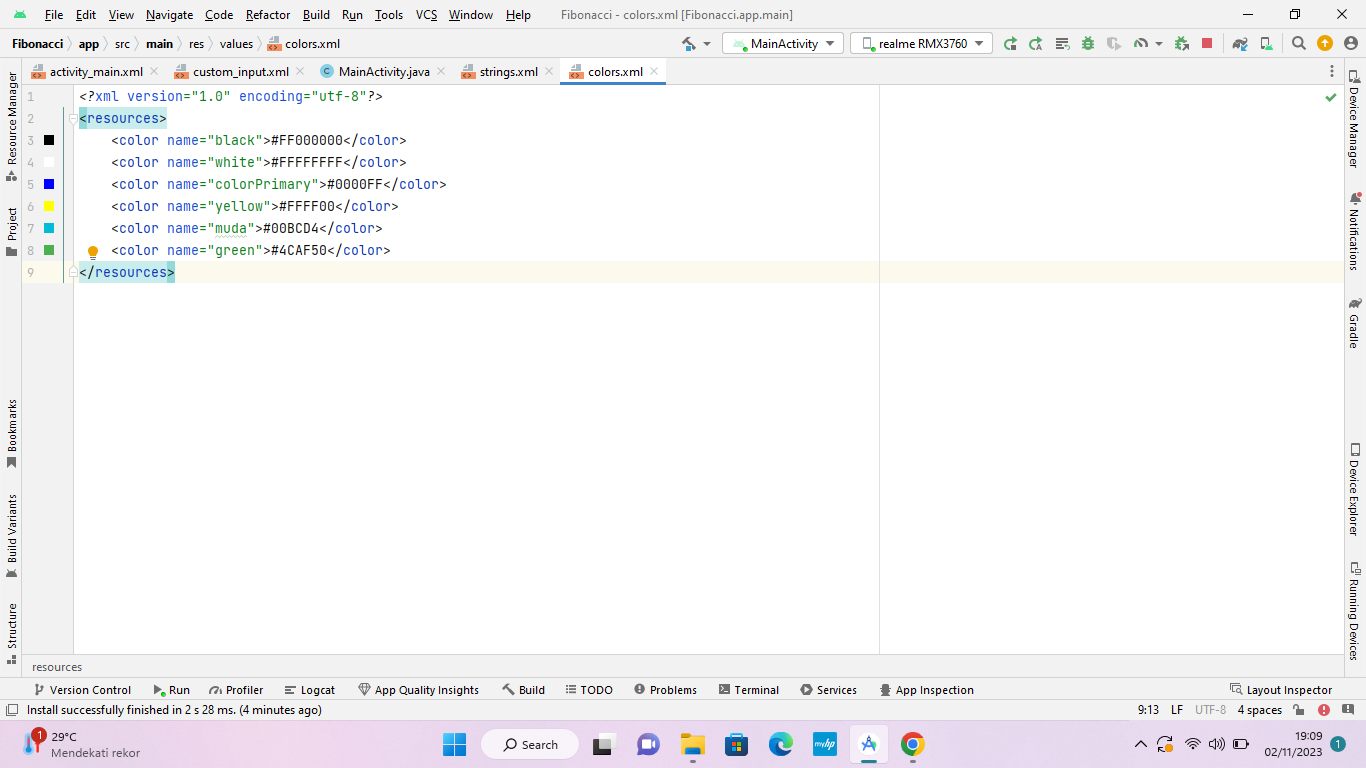 File Edit View Navigate Code Refactor Build Run Tools VCS Window Help Fibonacci - colors.xml [Fibonacci.app.main]
Fibonacci app src main res values colors.xml MainActivity realme RMX3760
activity_main.xml custom_input.xml MainActivity.java strings.xml colors.xml
1 <?xml version="1.0" encoding="utf-8"?>
2 <resources>
3 <color name="black">#FF000000</color>
4 <color name="white">#FFFFFFFF</color>
5 <color name="colorPrimary">#0000FF</color>
6 <color name="yellow">#FFFF00</color>
7 <color name="muda">#00BCD4</color>
8 <color name="green">#4CAF50</color>
9 </resources>
Resource Manager
Project
Bookmarks
Build Variants
Structure
Device Manager
Notifications
Gradle
Device Explorer
Running Devices
resources
Version Control Run Profiler Logcat App Quality Insights Build TODO Problems Terminal Services App Inspection Layout Inspector
Install successfully finished in 2 s 28 ms. (4 minutes ago) 9:13 LF UTF-8 4 spaces
1
29°C
Mendekati rekor
Search
myhp
19:09
02/11/2023
1